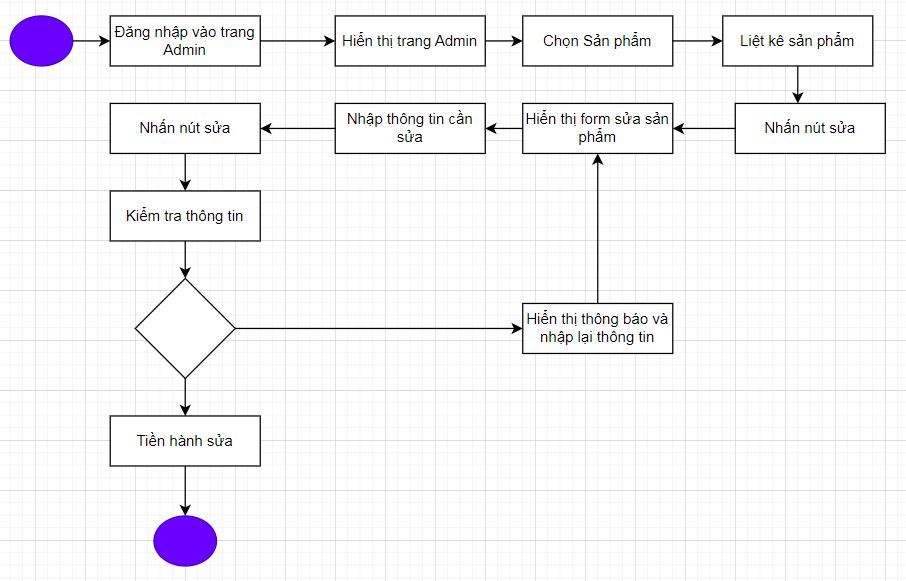 Đăng nhập vào trang
Admin
Hiển thị trang Admin
Chọn Sản phẩm
Liệt kê sản phẩm
Nhấn nút sửa
Hiển thị form sửa sản
phẩm
Nhập thông tin cần
sửa
Nhấn nút sửa
Kiểm tra thông tin
Hiển thị thông báo và
nhập lại thông tin
Tiền hành sửa